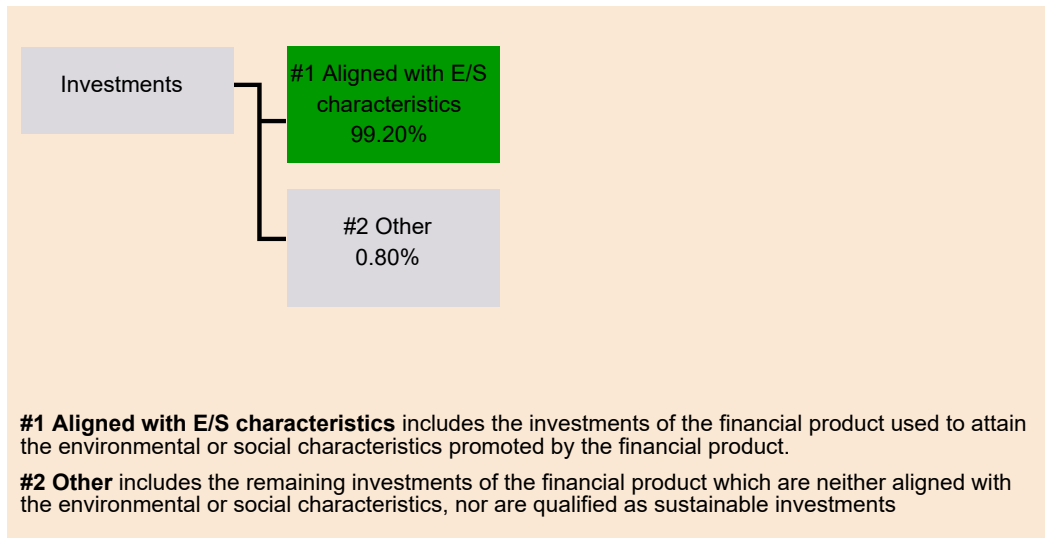 Investments
#1 Aligned with E/S
characteristics
99.20%
#2 Other
0.80%
#1 Aligned with E/S characteristics includes the investments of the financial product used to attain
the environmental or social characteristics promoted by the financial product.
#2 Other includes the remaining investments of the financial product which are neither aligned with
the environmental or social characteristics, nor are qualified as sustainable investments